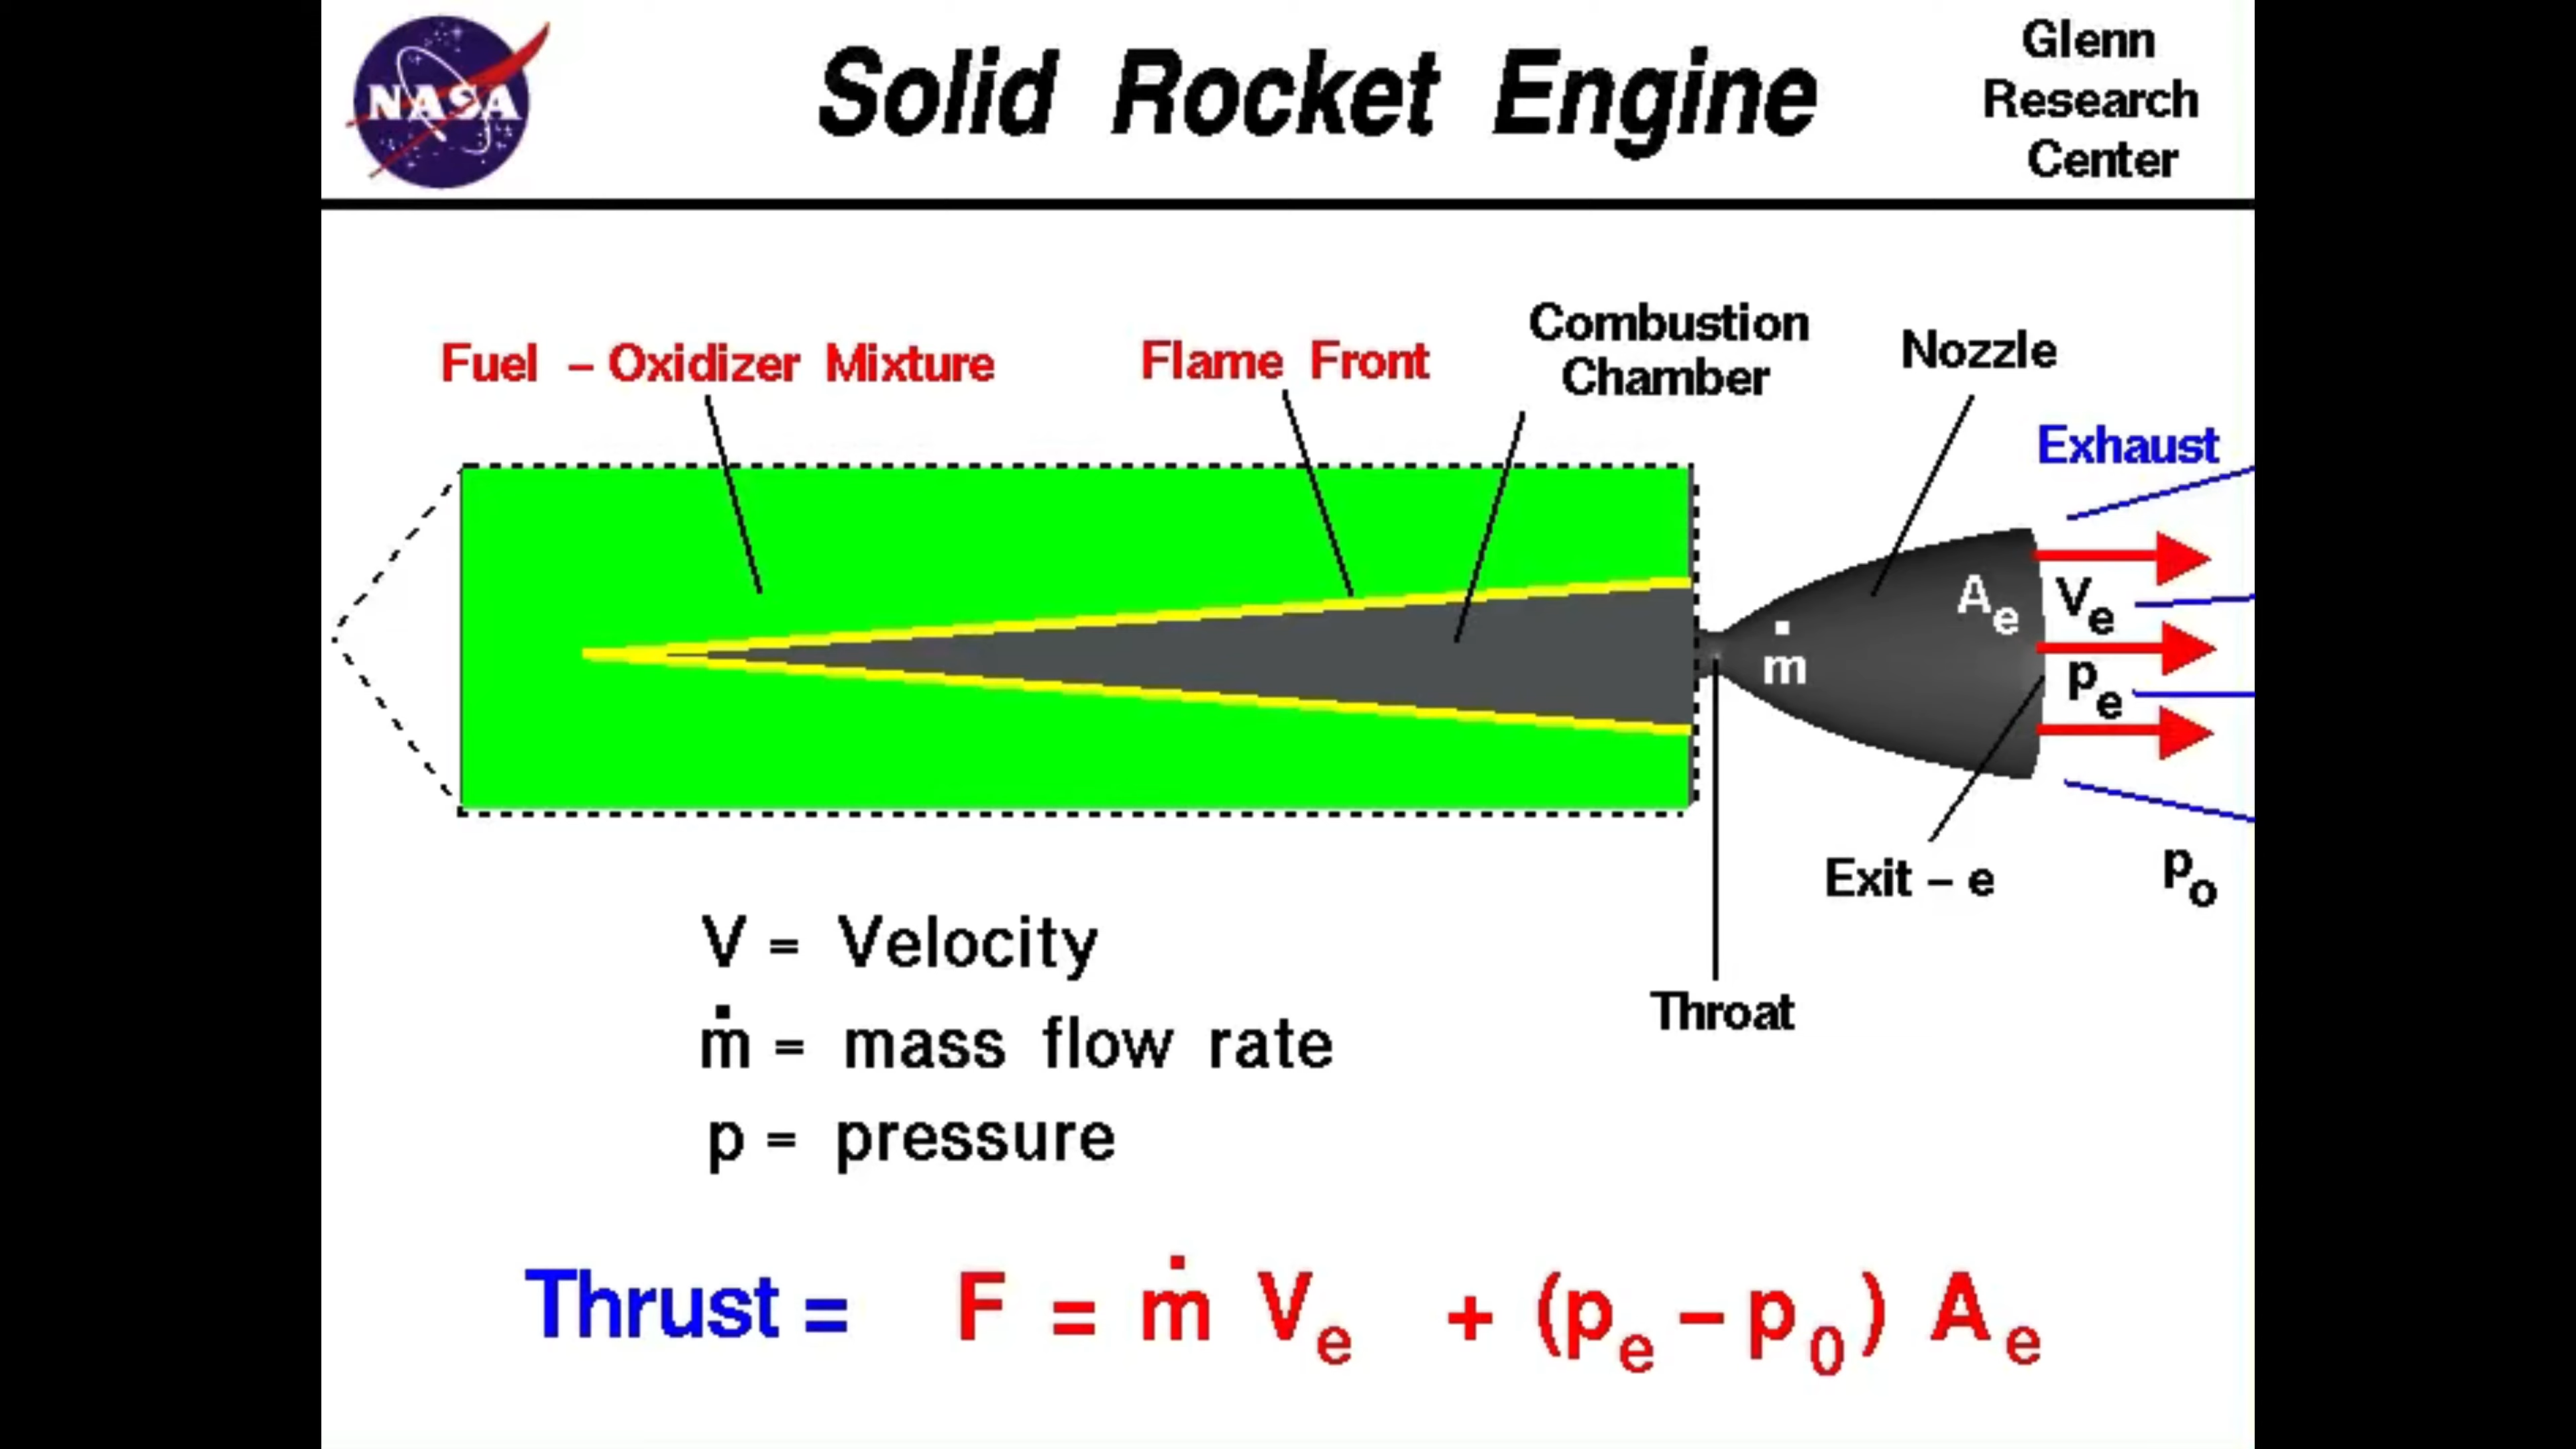 NASA
Solid Rocket Engine
Glenn
Research
Center
Fuel – Oxidizer Mixture
Flame Front
Combustion
Chamber
Nozzle
Exhaust
Aₑ
Vₑ
ṁ
pₑ
Exit – e
pₒ
Throat
V = Velocity
ṁ = mass flow rate
p = pressure
Thrust = F = ṁ Vₑ + (pₑ – p₀) Aₑ